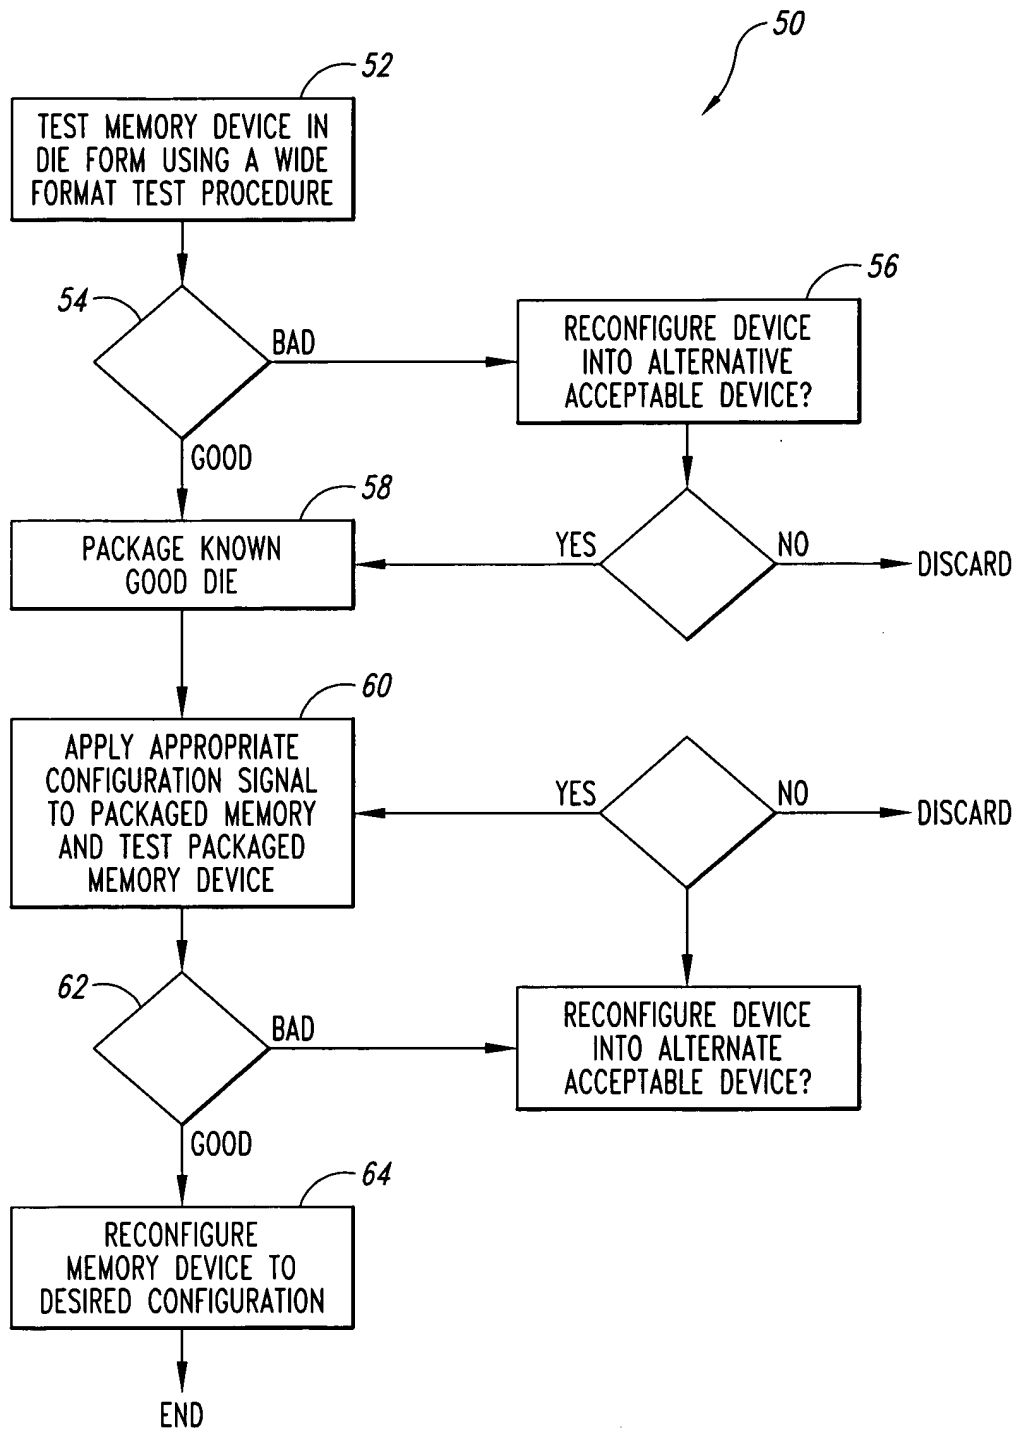 50
52
TEST MEMORY DEVICE IN
DIE FORM USING A WIDE
FORMAT TEST PROCEDURE
54
BAD
GOOD
56
RECONFIGURE DEVICE
INTO ALTERNATIVE
ACCEPTABLE DEVICE?
58
PACKAGE KNOWN
GOOD DIE
YES
NO
DISCARD
60
APPLY APPROPRIATE
CONFIGURATION SIGNAL
TO PACKAGED MEMORY
AND TEST PACKAGED
MEMORY DEVICE
YES
NO
DISCARD
62
BAD
GOOD
RECONFIGURE DEVICE
INTO ALTERNATE
ACCEPTABLE DEVICE?
64
RECONFIGURE
MEMORY DEVICE TO
DESIRED CONFIGURATION
END